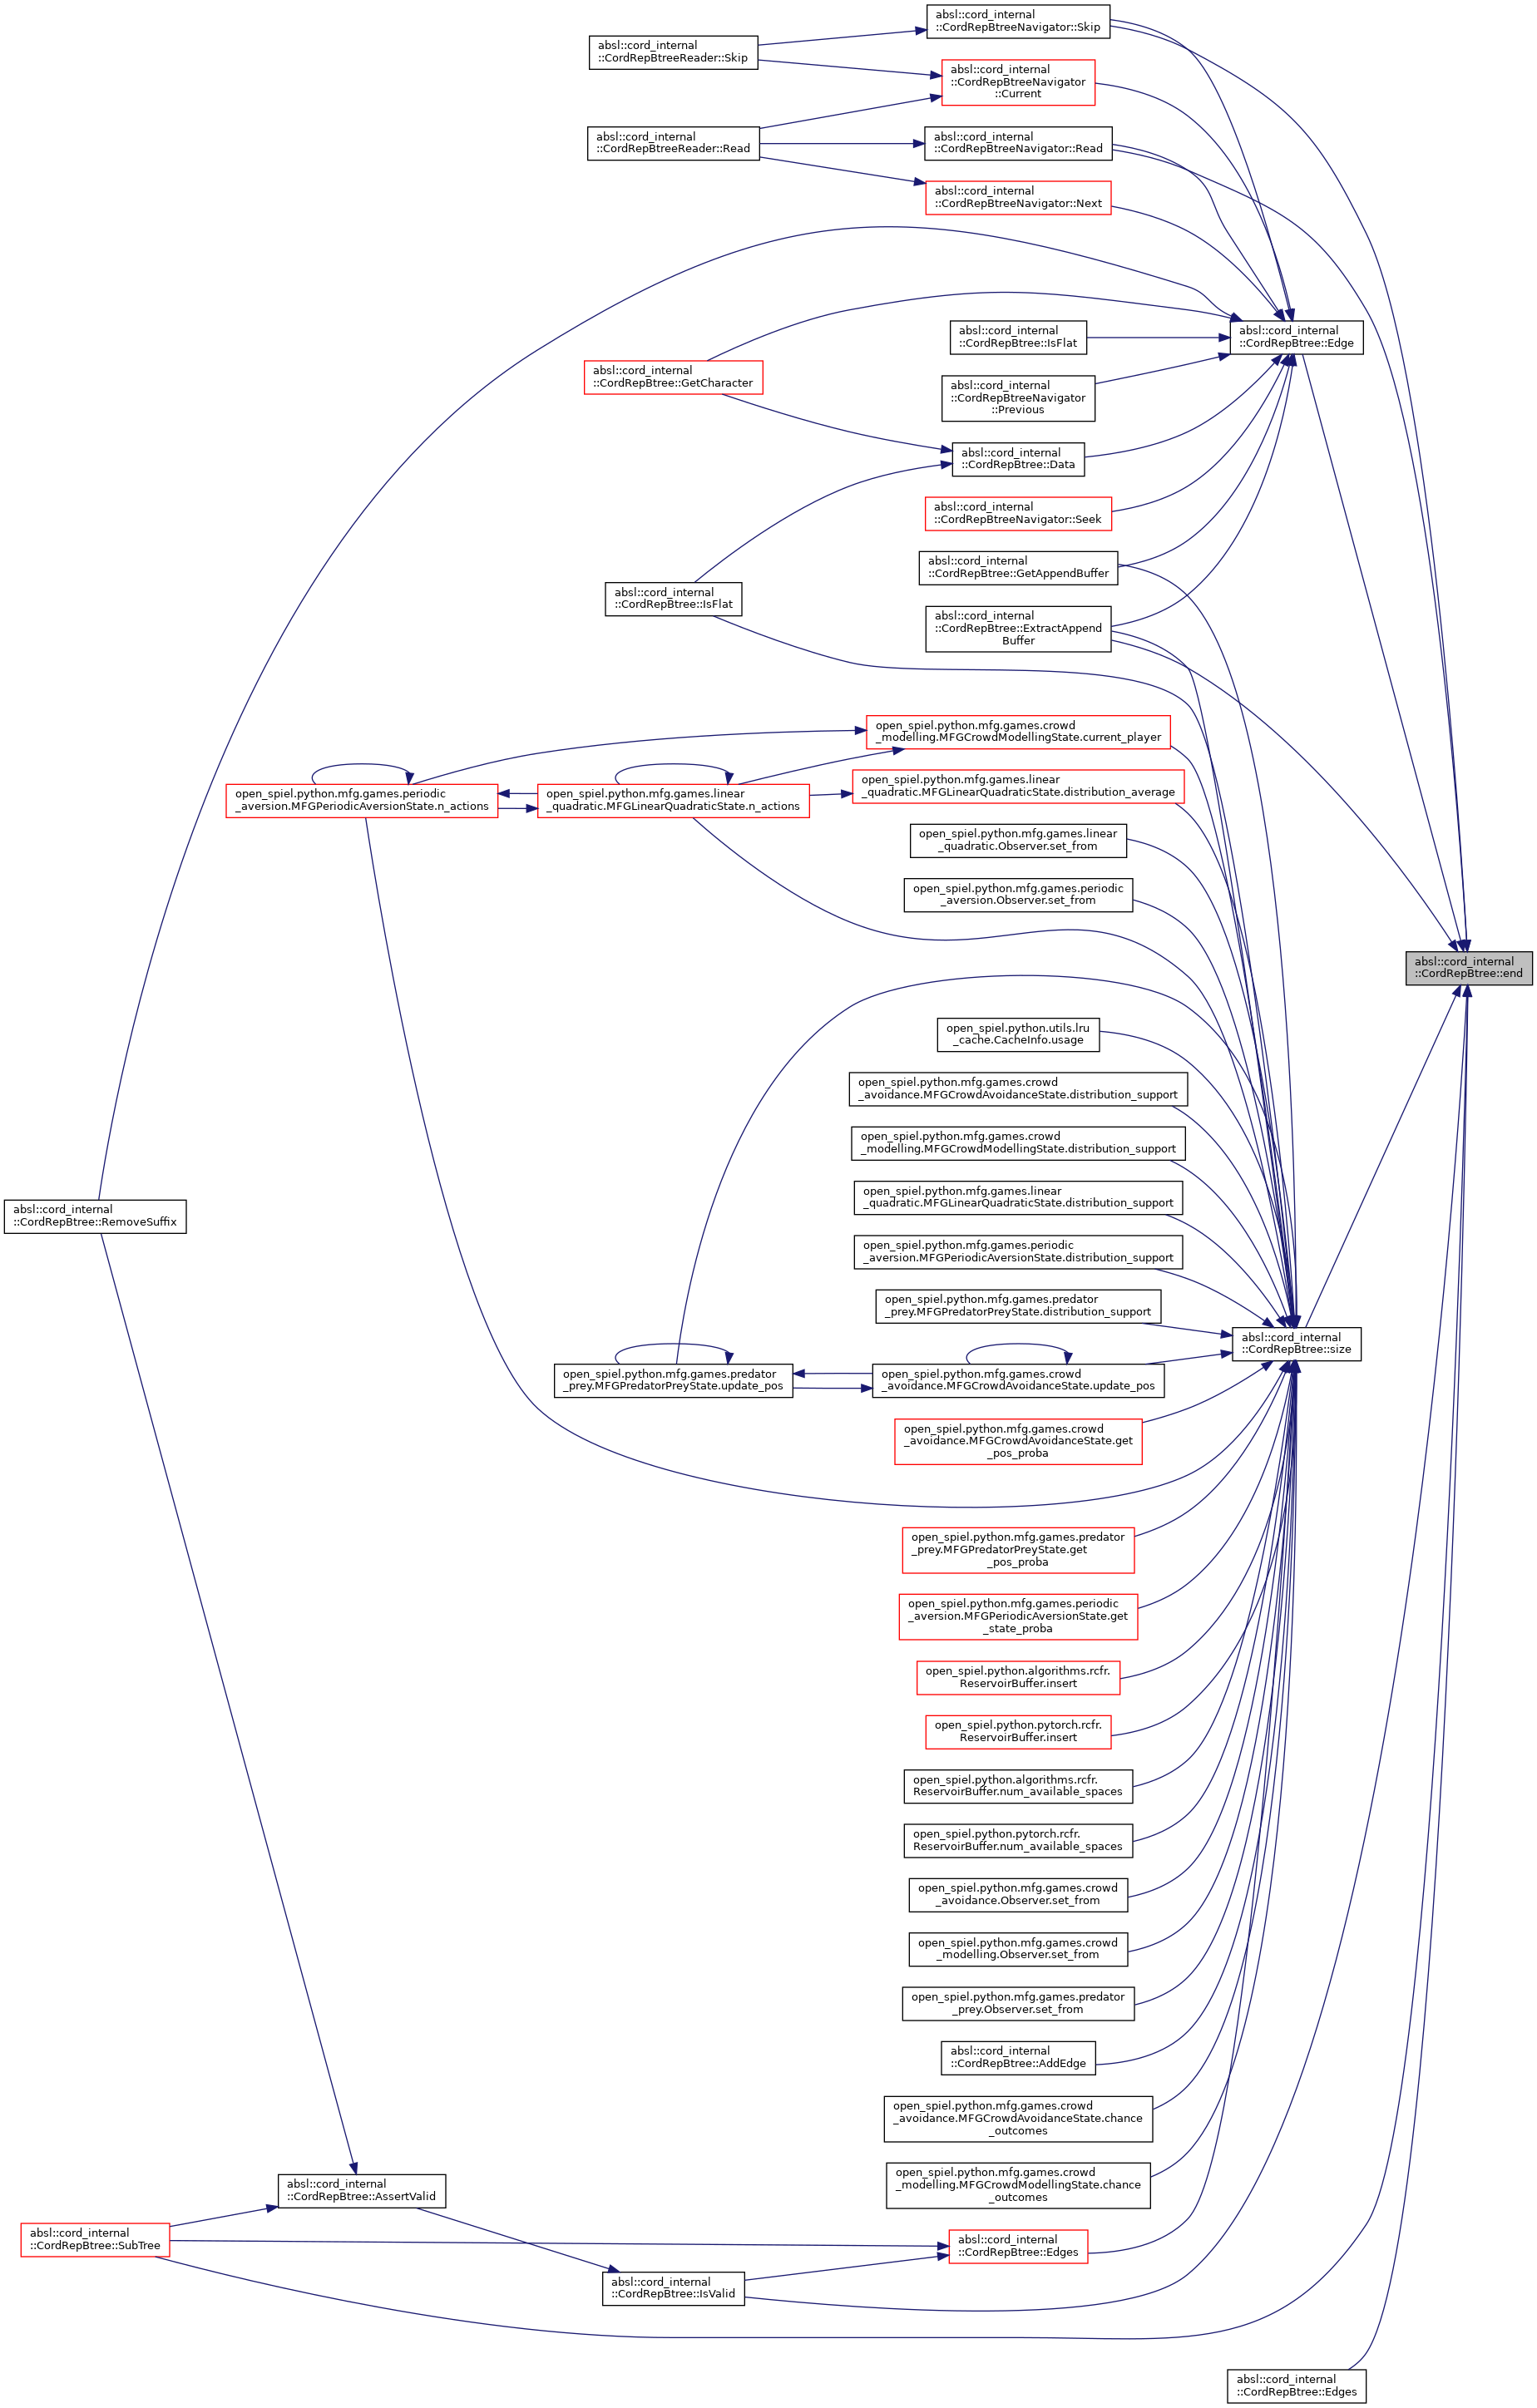 absl::cord_internal
::CordRepBtreeNavigator::Skip
absl::cord_internal
::CordRepBtreeReader::Skip
absl::cord_internal
::CordRepBtreeNavigator
::Current
absl::cord_internal
::CordRepBtreeReader::Read
absl::cord_internal
::CordRepBtreeNavigator::Read
absl::cord_internal
::CordRepBtreeNavigator::Next
absl::cord_internal
::CordRepBtree::IsFlat
absl::cord_internal
::CordRepBtree::Edge
absl::cord_internal
::CordRepBtree::GetCharacter
absl::cord_internal
::CordRepBtreeNavigator
::Previous
absl::cord_internal
::CordRepBtree::Data
absl::cord_internal
::CordRepBtreeNavigator::Seek
absl::cord_internal
::CordRepBtree::GetAppendBuffer
absl::cord_internal
::CordRepBtree::IsFlat
absl::cord_internal
::CordRepBtree::ExtractAppend
Buffer
open_spiel.python.mfg.games.crowd
_modelling.MFGCrowdModellingState.current_player
open_spiel.python.mfg.games.periodic
_aversion.MFGPeriodicAversionState.n_actions
open_spiel.python.mfg.games.linear
_quadratic.MFGLinearQuadraticState.n_actions
open_spiel.python.mfg.games.linear
_quadratic.MFGLinearQuadraticState.distribution_average
open_spiel.python.mfg.games.linear
_quadratic.Observer.set_from
open_spiel.python.mfg.games.periodic
_aversion.Observer.set_from
absl::cord_internal
::CordRepBtree::end
open_spiel.python.utils.lru
_cache.CacheInfo.usage
open_spiel.python.mfg.games.crowd
_avoidance.MFGCrowdAvoidanceState.distribution_support
open_spiel.python.mfg.games.crowd
_modelling.MFGCrowdModellingState.distribution_support
open_spiel.python.mfg.games.linear
_quadratic.MFGLinearQuadraticState.distribution_support
absl::cord_internal
::CordRepBtree::RemoveSuffix
open_spiel.python.mfg.games.periodic
_aversion.MFGPeriodicAversionState.distribution_support
open_spiel.python.mfg.games.predator
_prey.MFGPredatorPreyState.distribution_support
absl::cord_internal
::CordRepBtree::size
open_spiel.python.mfg.games.predator
_prey.MFGPredatorPreyState.update_pos
open_spiel.python.mfg.games.crowd
_avoidance.MFGCrowdAvoidanceState.update_pos
open_spiel.python.mfg.games.crowd
_avoidance.MFGCrowdAvoidanceState.get
_pos_proba
open_spiel.python.mfg.games.predator
_prey.MFGPredatorPreyState.get
_pos_proba
open_spiel.python.mfg.games.periodic
_aversion.MFGPeriodicAversionState.get
_state_proba
open_spiel.python.algorithms.rcfr.
ReservoirBuffer.insert
open_spiel.python.pytorch.rcfr.
ReservoirBuffer.insert
open_spiel.python.algorithms.rcfr.
ReservoirBuffer.num_available_spaces
open_spiel.python.pytorch.rcfr.
ReservoirBuffer.num_available_spaces
open_spiel.python.mfg.games.crowd
_avoidance.Observer.set_from
open_spiel.python.mfg.games.crowd
_modelling.Observer.set_from
open_spiel.python.mfg.games.predator
_prey.Observer.set_from
absl::cord_internal
::CordRepBtree::AddEdge
open_spiel.python.mfg.games.crowd
_avoidance.MFGCrowdAvoidanceState.chance
_outcomes
open_spiel.python.mfg.games.crowd
_modelling.MFGCrowdModellingState.chance
_outcomes
absl::cord_internal
::CordRepBtree::AssertValid
absl::cord_internal
::CordRepBtree::SubTree
absl::cord_internal
::CordRepBtree::Edges
absl::cord_internal
::CordRepBtree::IsValid
absl::cord_internal
::CordRepBtree::Edges